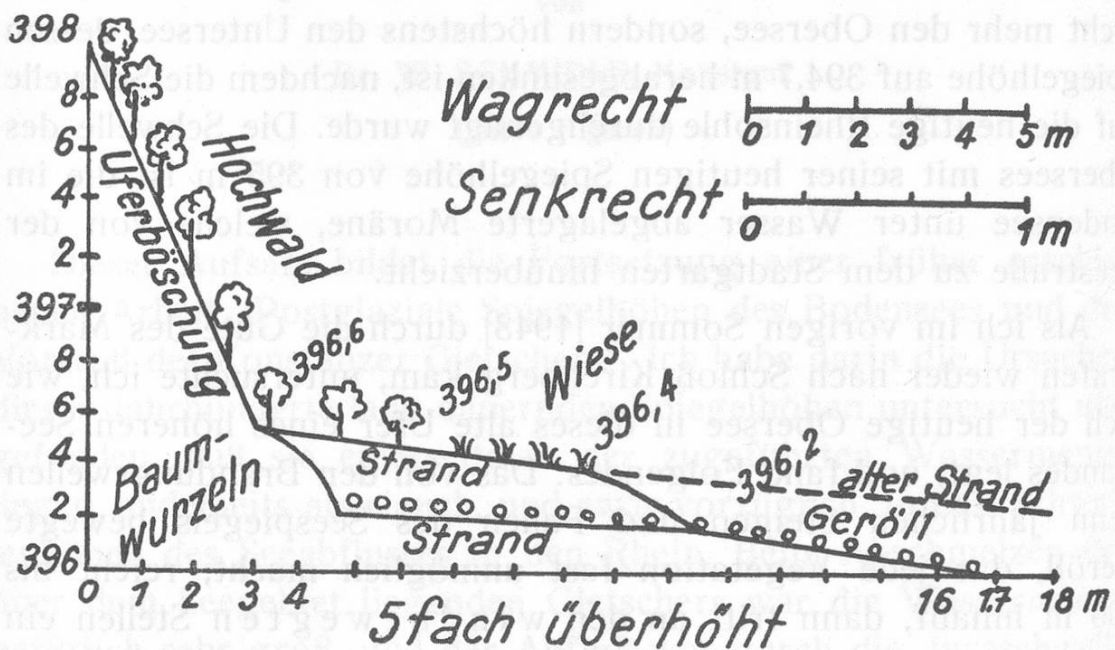 398
8
6
4
2
397
8
6
4
2
396
Hochwald
Uferböschung
Wagrecht
0 1 2 3 4 5 m
Senkrecht
0 1 m
396,6
396,5
Wiese
396,4
396,?
alter Strand
Baum-
wurzeln
Strand
Geröll
Strand
0 1 2 3 4 16 17 18 m
5fach überhöht